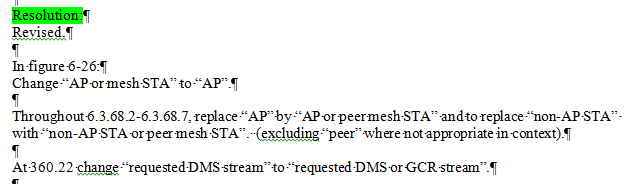 Resolution:¶
Revised.¶
¶
In·figure·6-26:¶
Change·“AP·or·mesh·STA”·to·“AP”.¶
¶
Throughout·6.3.68.2-6.3.68.7,·replace·“AP”·by·“AP·or·peer·mesh·STA”·and·to·replace·“non-AP·STA”·
with·“non-AP·STA·or·peer·mesh·STA”.··(excluding·“peer”·where·not·appropriate·in·context).¶
¶
At·360.22·change·“requested·DMS·stream”·to·“requested·DMS·or·GCR·stream”.¶
¶